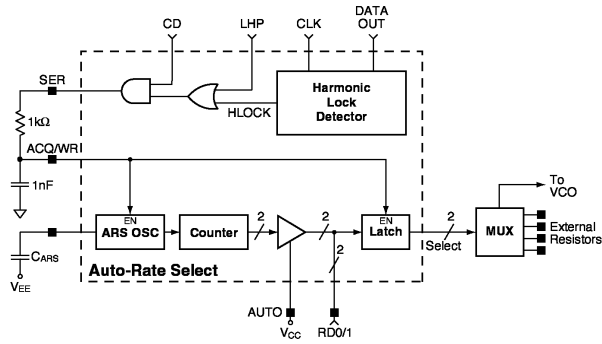 CD
LHP
CLK
DATA
OUT
SER
Harmonic
Lock
Detector
HLOCK
1kΩ
ACQ/WR
1nF
To
VCO
EN
ARS OSC
Counter
2
2
EN
Latch
2
Select
MUX
External
Resistors
2
CARS
VEE
Auto-Rate Select
AUTO
VCC
RD0/1